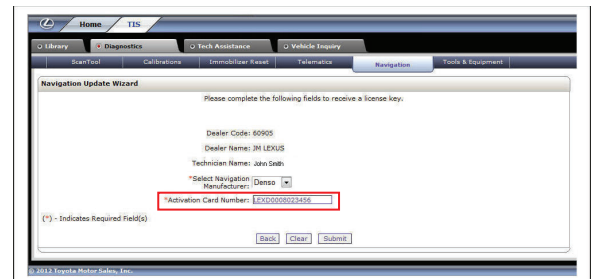 Home TIS
Library Diagnostics Tech Assistance Vehicle Inquiry
ScanTool Calibrations Immobilizer Reset Telematics Navigation Tools & Equipment
Navigation Update Wizard
Please complete the following fields to receive a license key.
Dealer Code: 60905
Dealer Name: JM LEXUS
Technician Name: John Smith
*Select Navigation
Manufacturer: Denso
*Activation Card Number: LEXD0008023456
(*) - Indicates Required Field(s)
Back Clear Submit
© 2012 Toyota Motor Sales, Inc.